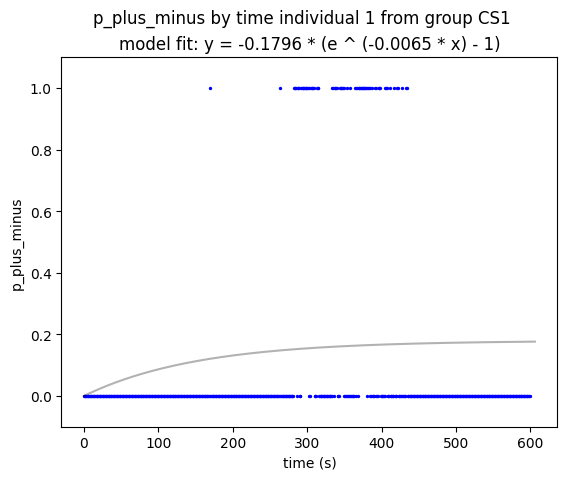 p_plus_minus by time individual 1 from group CS1
model fit: y = -0.1796 * (e ^ (-0.0065 * x) - 1)
1.0
0.8
0.6
0.4
0.2
0.0
p_plus_minus
0 100 200 300 400 500 600
time (s)